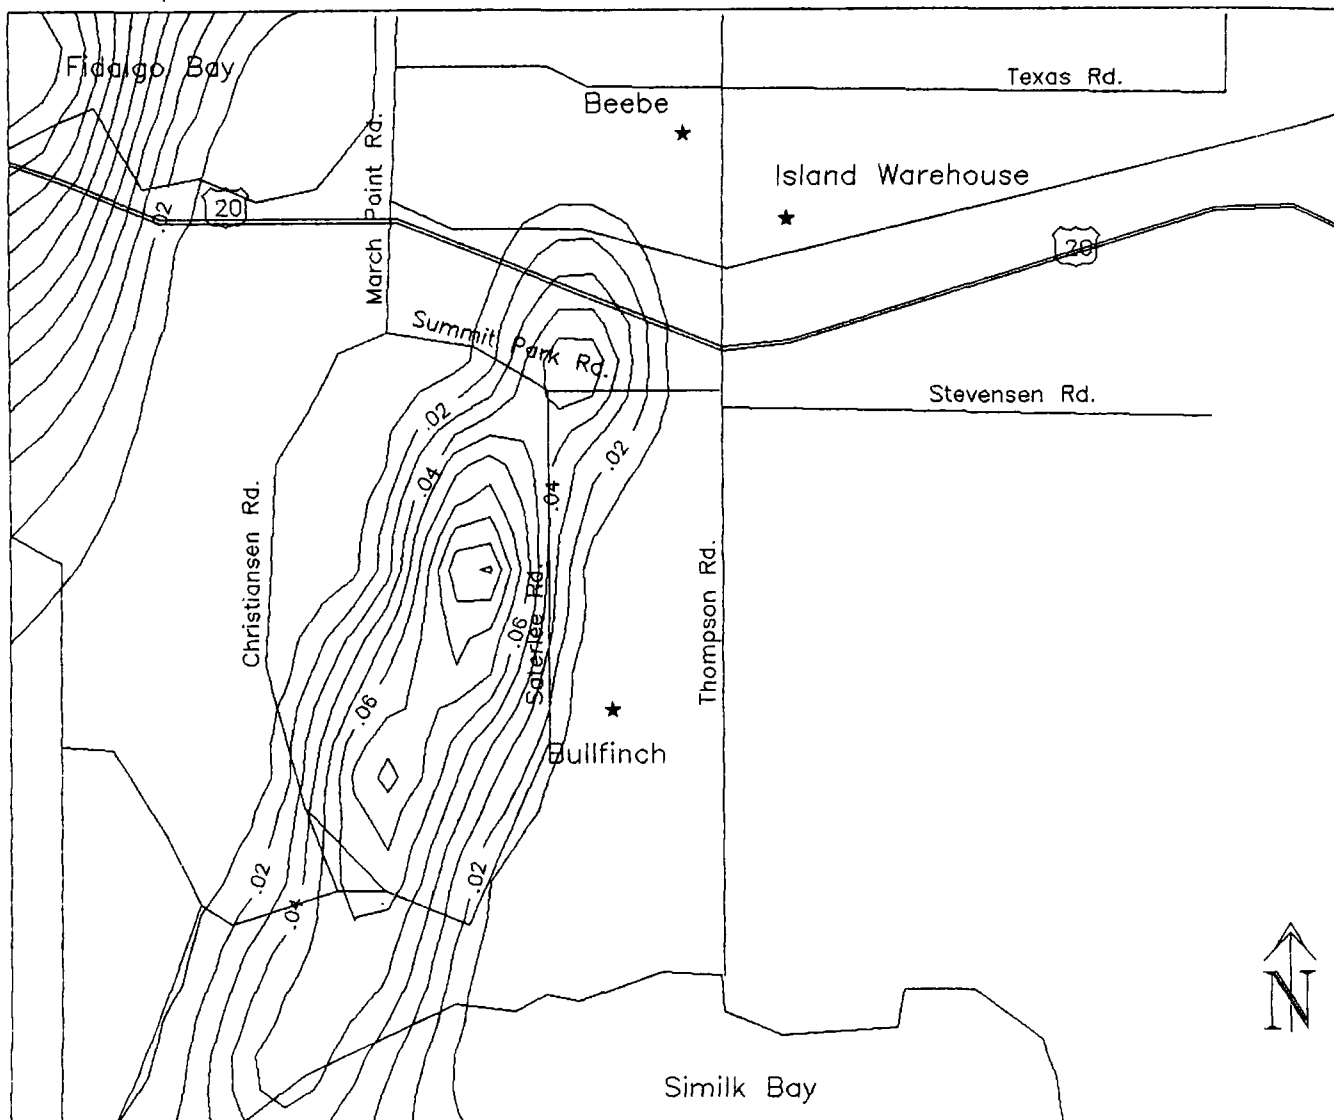 Fidalgo Bay
Texas Rd.
Beebe
March Point Rd.
Island Warehouse
.02
20
20
Summit Park Rd.
Stevensen Rd.
.02
.02
.04
.04
Christiansen Rd.
Thompson Rd.
Saterlee Rd.
.06
.06
Bullfinch
.02
.02
.04
N
Similk Bay